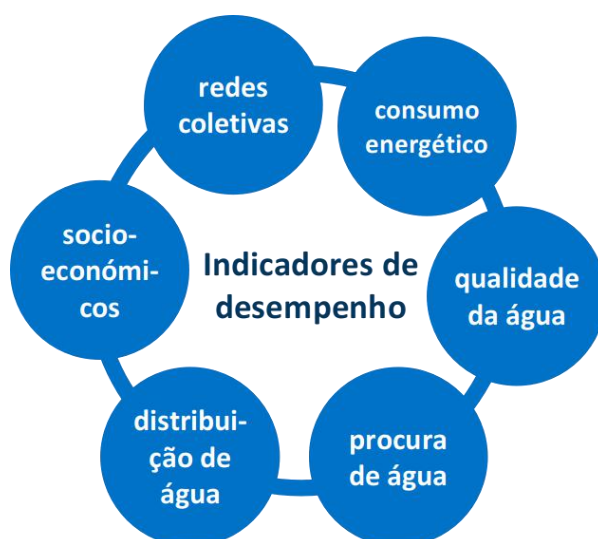 redes
coletivas
consumo
energético
qualidade
da água
procura
de água
distribui-
ção de
água
socio-
económi-
cos
Indicadores de
desempenho